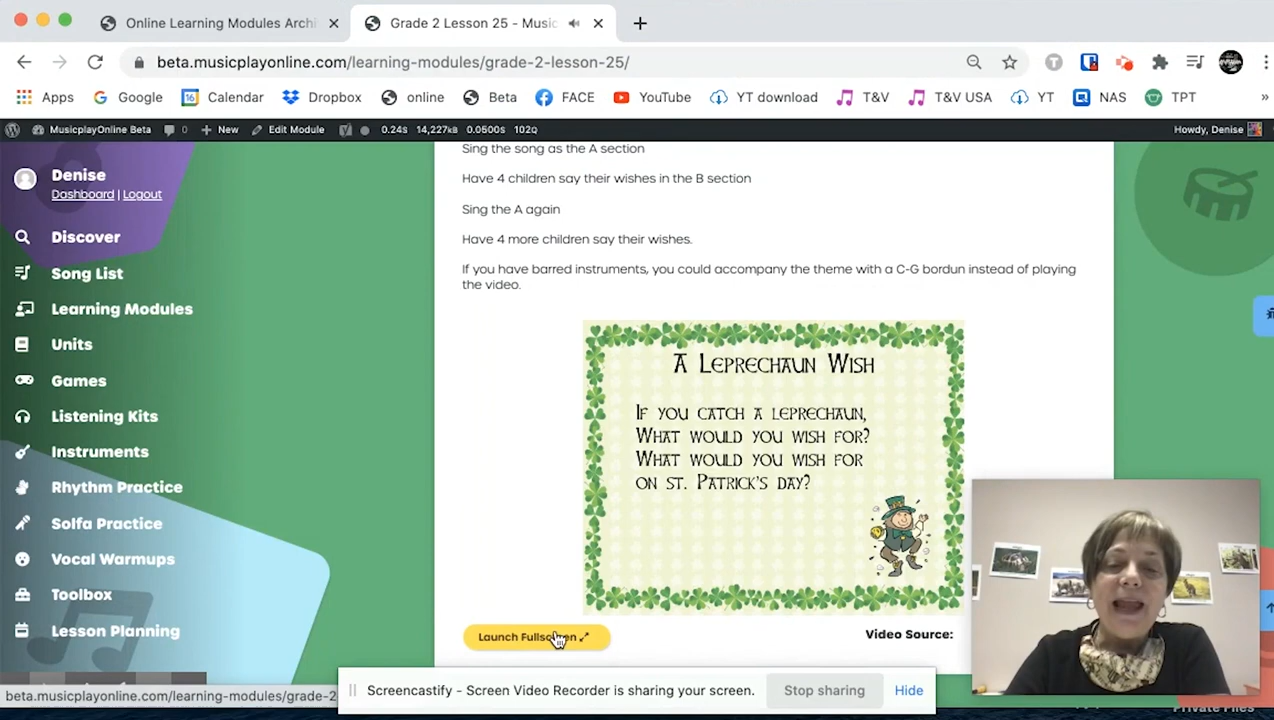 Online Learning Modules Archi
Grade 2 Lesson 25 - Music
beta.musicplayonline.com/learning-modules/grade-2-lesson-25/
Apps
Google
Calendar
Dropbox
online
Beta
FACE
YouTube
YT download
T&V
T&V USA
YT
NAS
TPT
»
MusicplayOnline Beta
0
New
Edit Module
0.24s 14,227kB 0.0500s 102Q
Howdy, Denise
Denise
Dashboard | Logout
Discover
Song List
Learning Modules
Units
Games
Listening Kits
Instruments
Rhythm Practice
Solfa Practice
Vocal Warmups
Toolbox
Lesson Planning
Sing the song as the A section
Have 4 children say their wishes in the B section
Sing the A again
Have 4 more children say their wishes.
If you have barred instruments, you could accompany the theme with a C-G bordun instead of playing
the video.
A Leprechaun Wish
If you catch a leprechaun,
What would you wish for?
What would you wish for
on St. Patrick's day?
Launch Fullscreen
Video Source:
beta.musicplayonline.com/learning-modules/grade-2
Screencastify - Screen Video Recorder is sharing your screen.
Stop sharing
Hide
Private Files